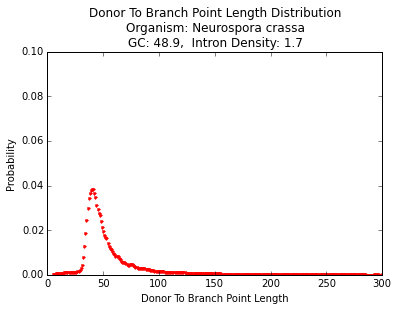 Donor To Branch Point Length Distribution
Organism: Neurospora crassa
GC: 48.9,  Intron Density: 1.7
0.10
0.08
0.06
0.04
0.02
0.00
Probability
0 50 100 150 200 250 300
Donor To Branch Point Length